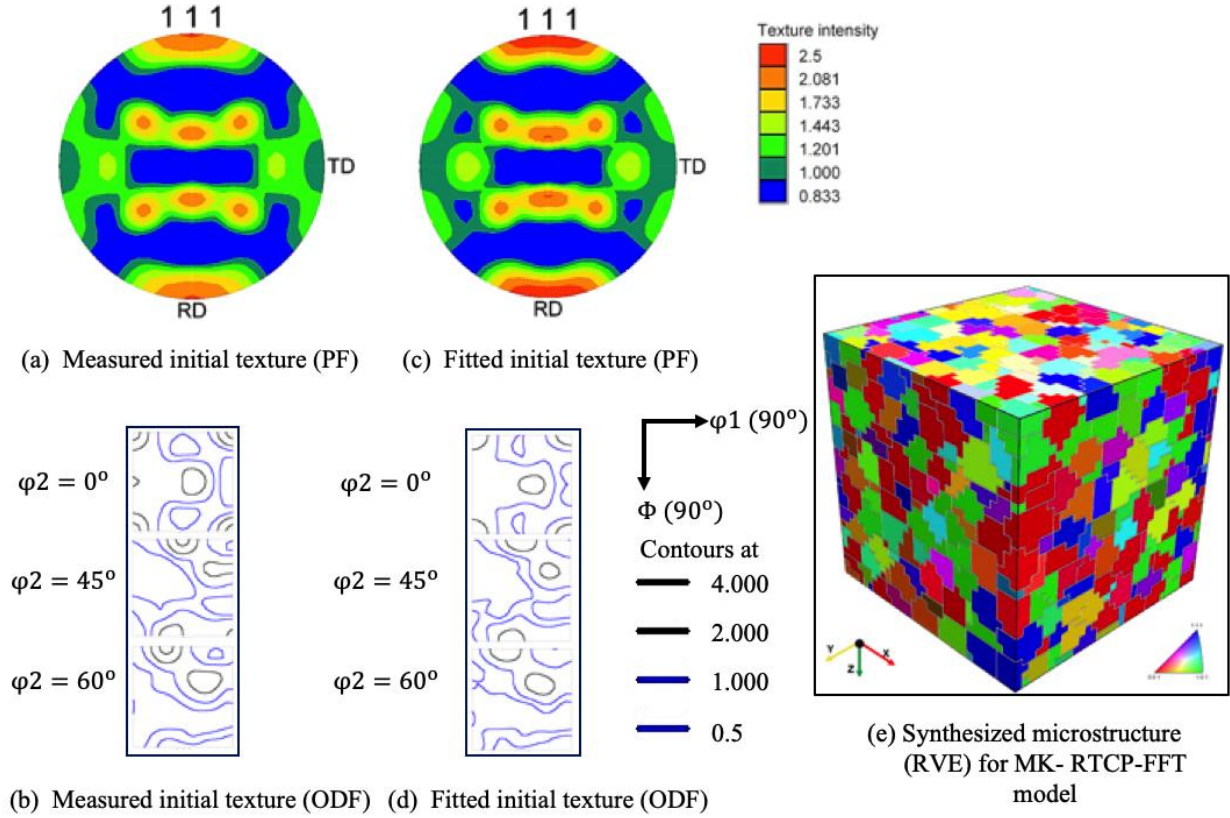 1 1 1
TD
RD
(a) Measured initial texture (PF)
1 1 1
TD
RD
(c) Fitted initial texture (PF)
Texture intensity
2.5
2.081
1.733
1.443
1.201
1.000
0.833
φ2 = 0°
φ2 = 45°
φ2 = 60°
(b) Measured initial texture (ODF)
φ2 = 0°
φ2 = 45°
φ2 = 60°
(d) Fitted initial texture (ODF)
φ1 (90°)
Φ (90°)
Contours at
4.000
2.000
1.000
0.5
Y
X
Z
(e) Synthesized microstructure
(RVE) for MK- RTCP-FFT
model